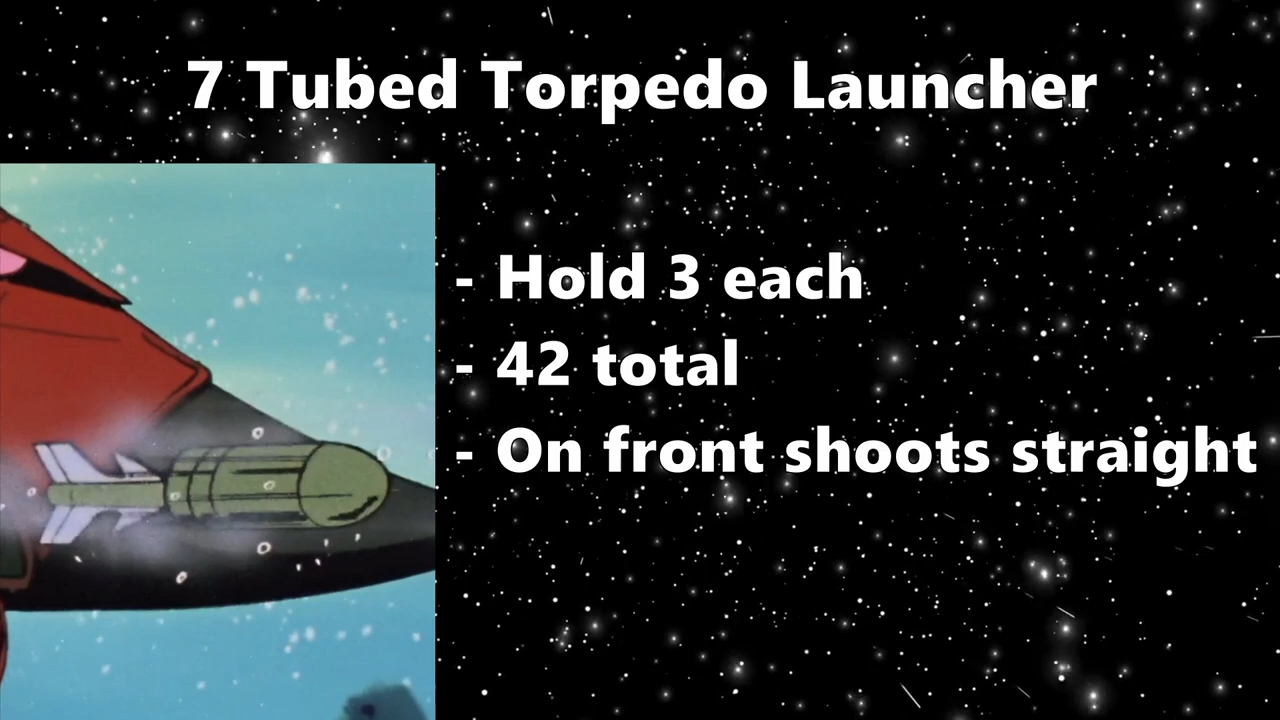 7 Tubed Torpedo Launcher
- Hold 3 each
- 42 total
- On front shoots straight